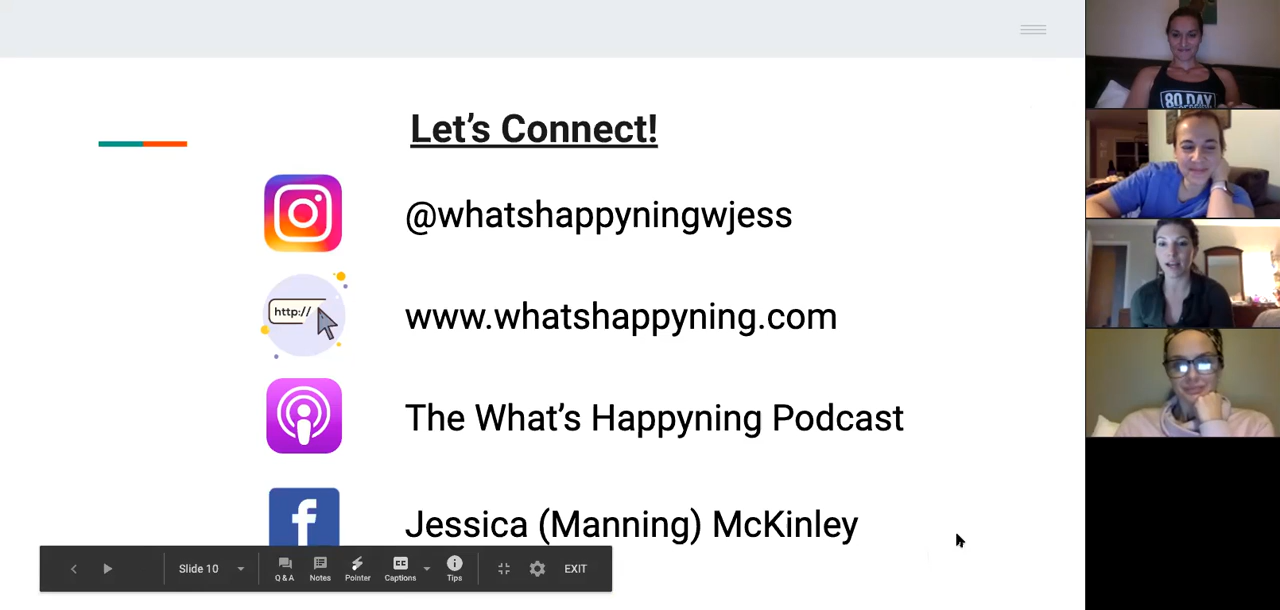 Let's Connect!
@whatshappyningwjess
http://
www.whatshappyning.com
The What's Happyning Podcast
f
Jessica (Manning) McKinley
Slide 10
Q & A
Notes
Pointer
CC
Captions
Tips
EXIT
80 DAY